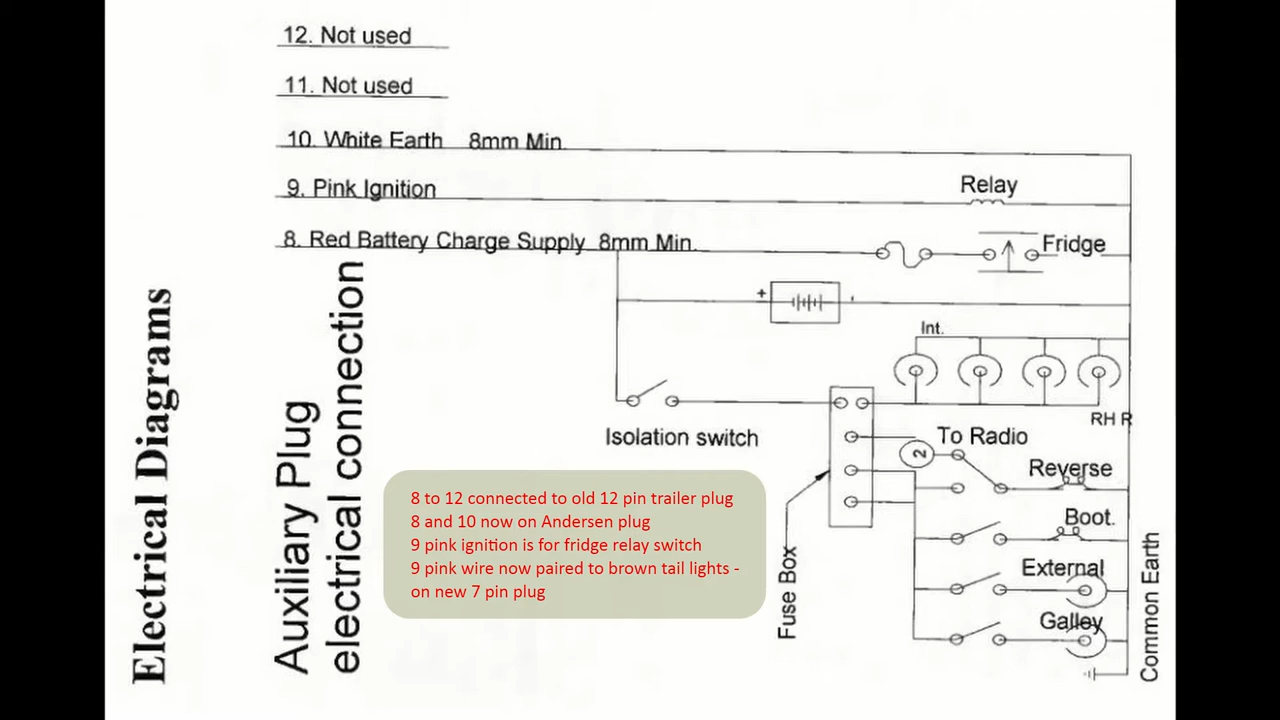 12. Not used
11. Not used
10. White Earth 8mm Min.
9. Pink Ignition
Relay
8. Red Battery Charge Supply 8mm Min.
Fridge
+
Int.
RH R
Isolation switch
To Radio
2
Reverse
Boot.
External
Galley
Fuse Box
Common Earth
Electrical Diagrams
Auxiliary Plug
electrical connection
8 to 12 connected to old 12 pin trailer plug
8 and 10 now on Andersen plug
9 pink ignition is for fridge relay switch
9 pink wire now paired to brown tail lights -
on new 7 pin plug